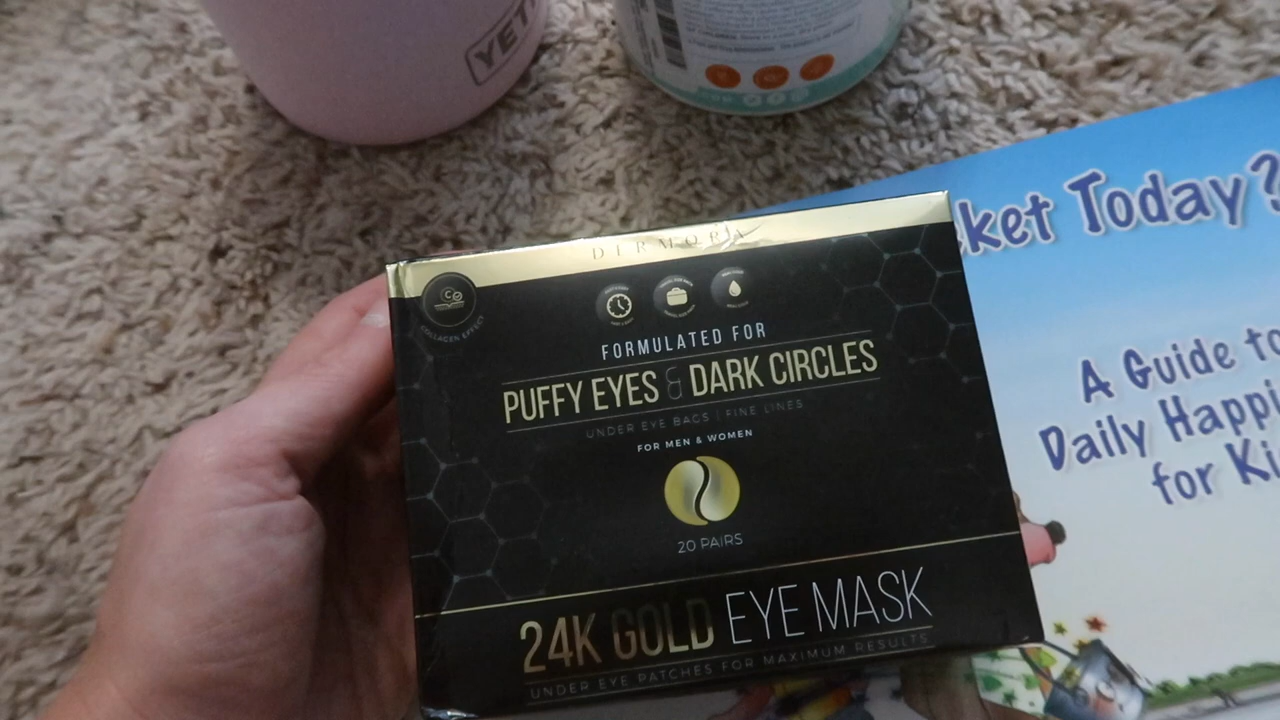 YETI
DERMORA
COLLAGEN EFFECT
FORMULATED FOR
PUFFY EYES & DARK CIRCLES
UNDER EYE BAGS | FINE LINES
FOR MEN & WOMEN
20 PAIRS
24K GOLD EYE MASK
UNDER EYE PATCHES FOR MAXIMUM RESULTS
ket Today?
A Guide to
Daily Happi
for Ki